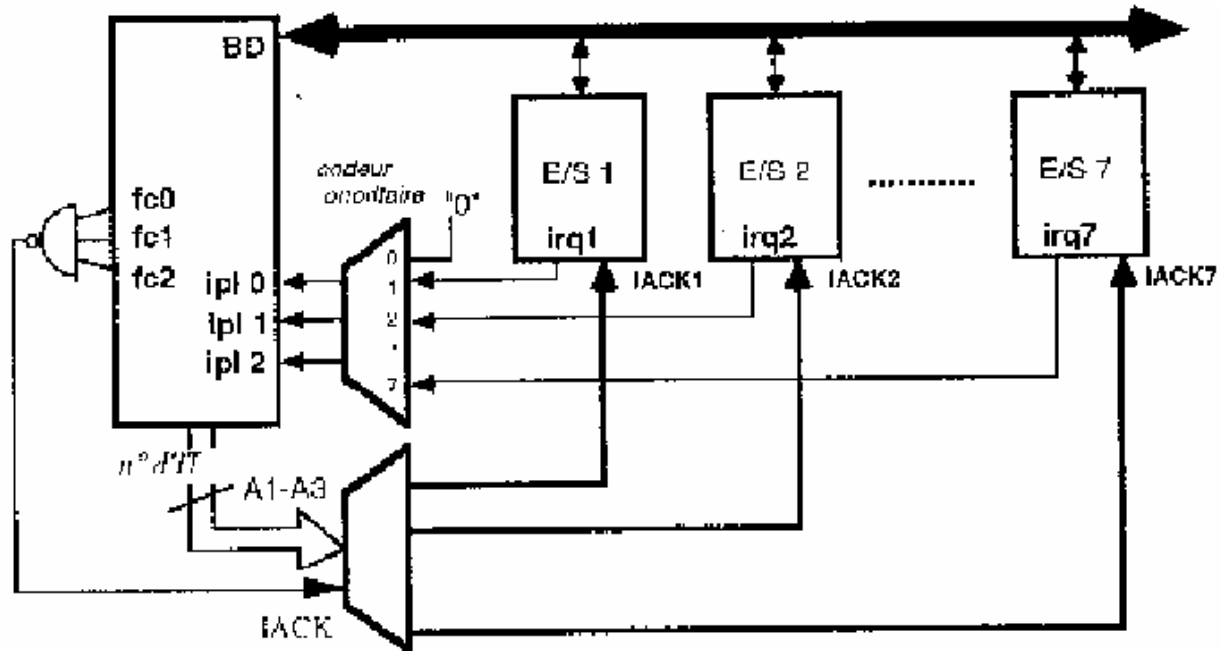 BD
E/S 1
E/S 2
E/S 7
"0"
fc0
fc1
fc2
irq1
irq2
irq7
IACK1
IACK2
IACK7
ipl 0
ipl 1
ipl 2
0
1
2
7
n° d'IT
A1-A3
IACK